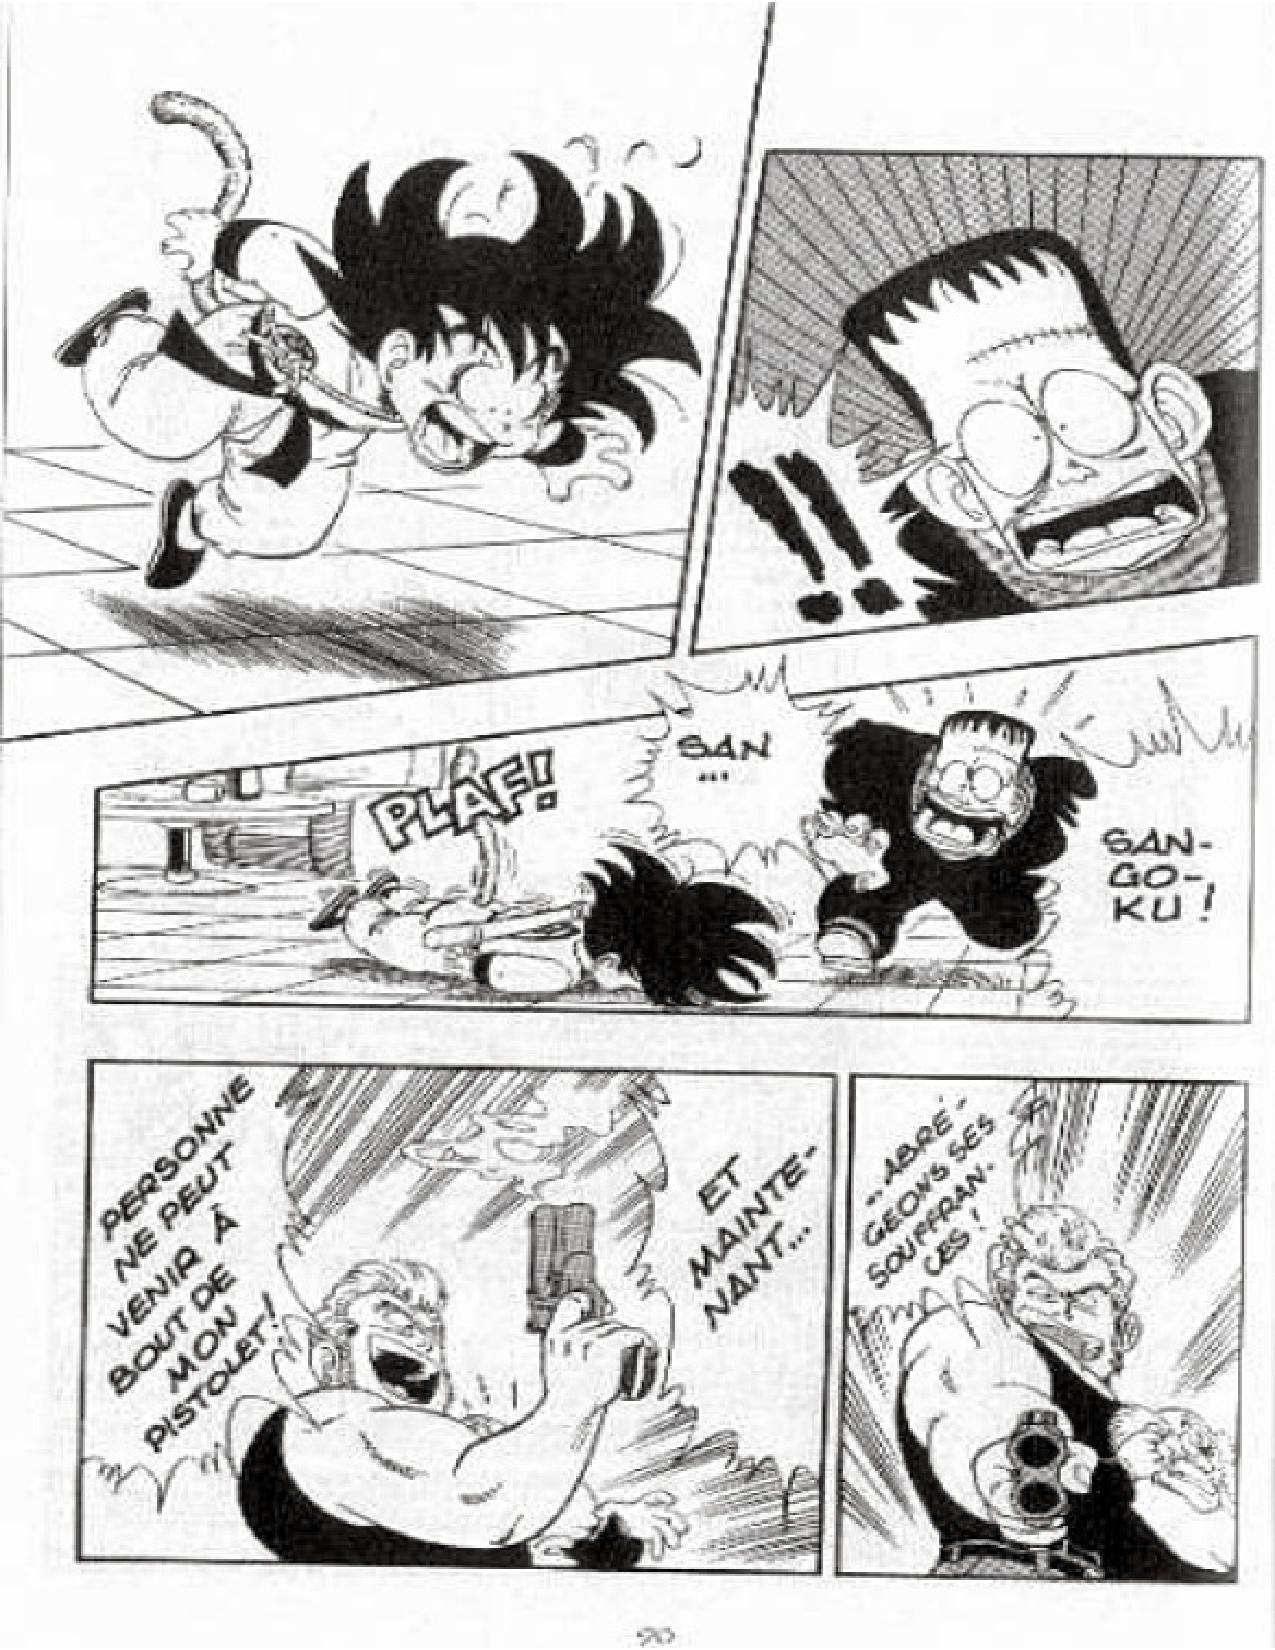 !!
PLAF!
SAN
...
SAN-
GO-
KU !
PERSONNE
NE PEUT
VENIR À
BOUT DE
MON
PISTOLET!
ET
MAINTE-
NANT...
... ABRÉ-
GEONS SES
SOUFFRAN-
CES !